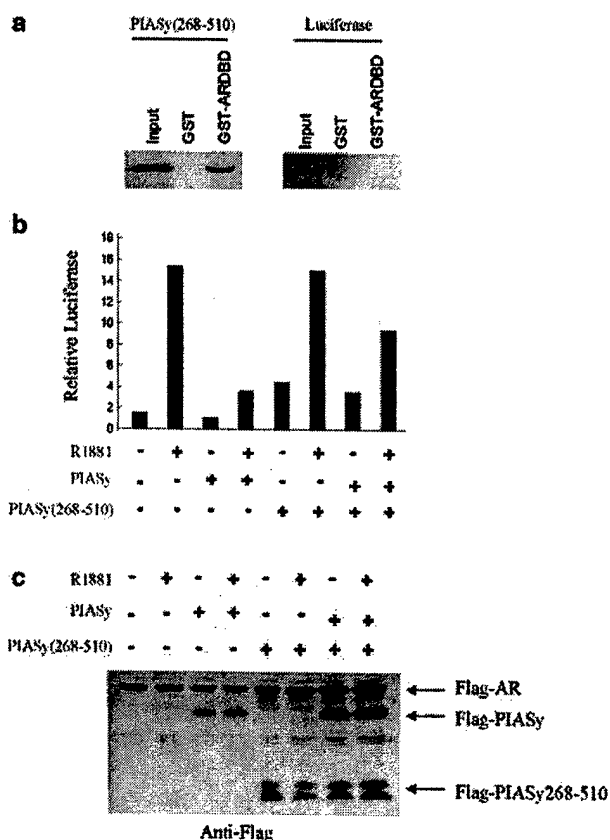 a
PIASy(268-510) Luciferase
Input GST GST-ARDBD Input GST GST-ARDBD
b
Relative Luciferase
18
16
14
12
10
8
6
4
2
0
R1881 - + - + - + - +
PIASy - - + + - - + +
PIASy(268-510) - - - - + + + +
c
R1881 - + - + - + - +
PIASy - - + + - - + +
PIASy(268-510) - - - - + + + +
Flag-AR
Flag-PIASy
Flag-PIASy268-510
Anti-Flag